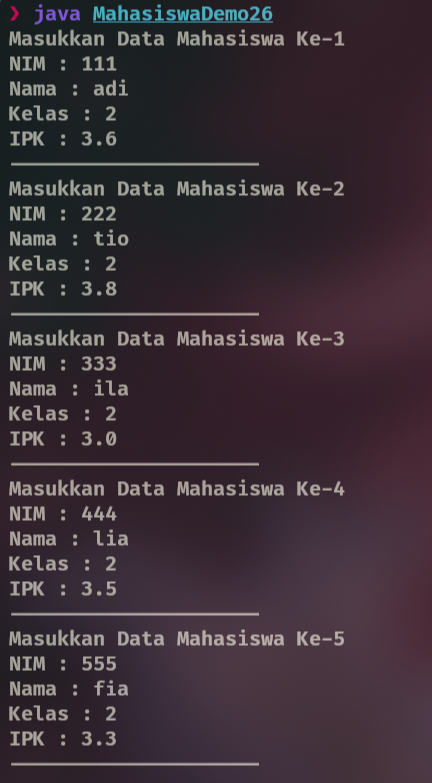 ❯ java MahasiswaDemo26
Masukkan Data Mahasiswa Ke-1
NIM : 111
Nama : adi
Kelas : 2
IPK : 3.6
Masukkan Data Mahasiswa Ke-2
NIM : 222
Nama : tio
Kelas : 2
IPK : 3.8
Masukkan Data Mahasiswa Ke-3
NIM : 333
Nama : ila
Kelas : 2
IPK : 3.0
Masukkan Data Mahasiswa Ke-4
NIM : 444
Nama : lia
Kelas : 2
IPK : 3.5
Masukkan Data Mahasiswa Ke-5
NIM : 555
Nama : fia
Kelas : 2
IPK : 3.3